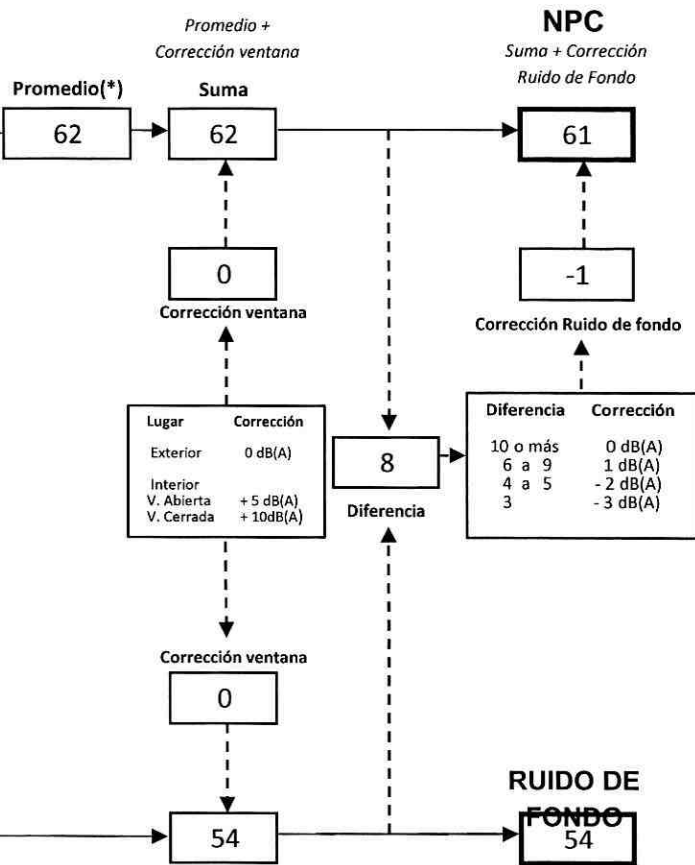 Promedio +
Corrección ventana
NPC
Suma + Corrección
Ruido de Fondo
Promedio(*)
Suma
62
62
61
0
-1
Corrección ventana
Corrección Ruido de fondo
Lugar Corrección
Exterior 0 dB(A)
Interior
V. Abierta + 5 dB(A)
V. Cerrada + 10dB(A)
8
Diferencia
Diferencia Corrección
10 o más 0 dB(A)
6 a 9 1 dB(A)
4 a 5 - 2 dB(A)
3 - 3 dB(A)
Corrección ventana
0
RUIDO DE
FONDO
54
54